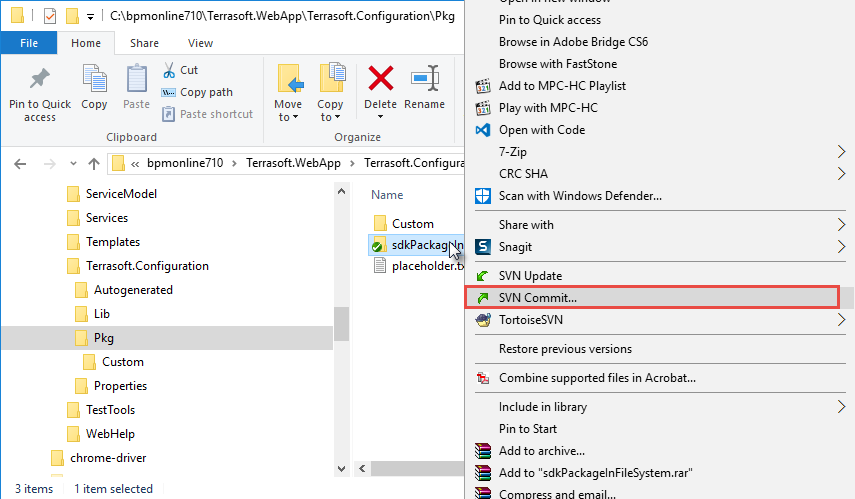 C:\bpmonline710\Terrasoft.WebApp\Terrasoft.Configuration\Pkg
File Home Share View
Pin to Quick access
Copy
Paste
Cut
Copy path
Paste shortcut
Clipboard
Move to
Copy to
Delete
Rename
Organize
« bpmonline710 > Terrasoft.WebApp > Terrasoft.Configura
ServiceModel
Services
Templates
Terrasoft.Configuration
Autogenerated
Lib
Pkg
Custom
Properties
TestTools
WebHelp
chrome-driver
Name
Custom
sdkPackageIn
placeholder.tx
3 items 1 item selected
Open in new window
Pin to Quick access
Browse in Adobe Bridge CS6
Browse with FastStone
Add to MPC-HC Playlist
Play with MPC-HC
Open with Code
7-Zip
CRC SHA
Scan with Windows Defender...
Share with
Snagit
SVN Update
SVN Commit...
TortoiseSVN
Restore previous versions
Combine supported files in Acrobat...
Include in library
Pin to Start
Add to archive...
Add to "sdkPackageInFileSystem.rar"
Compress and email...